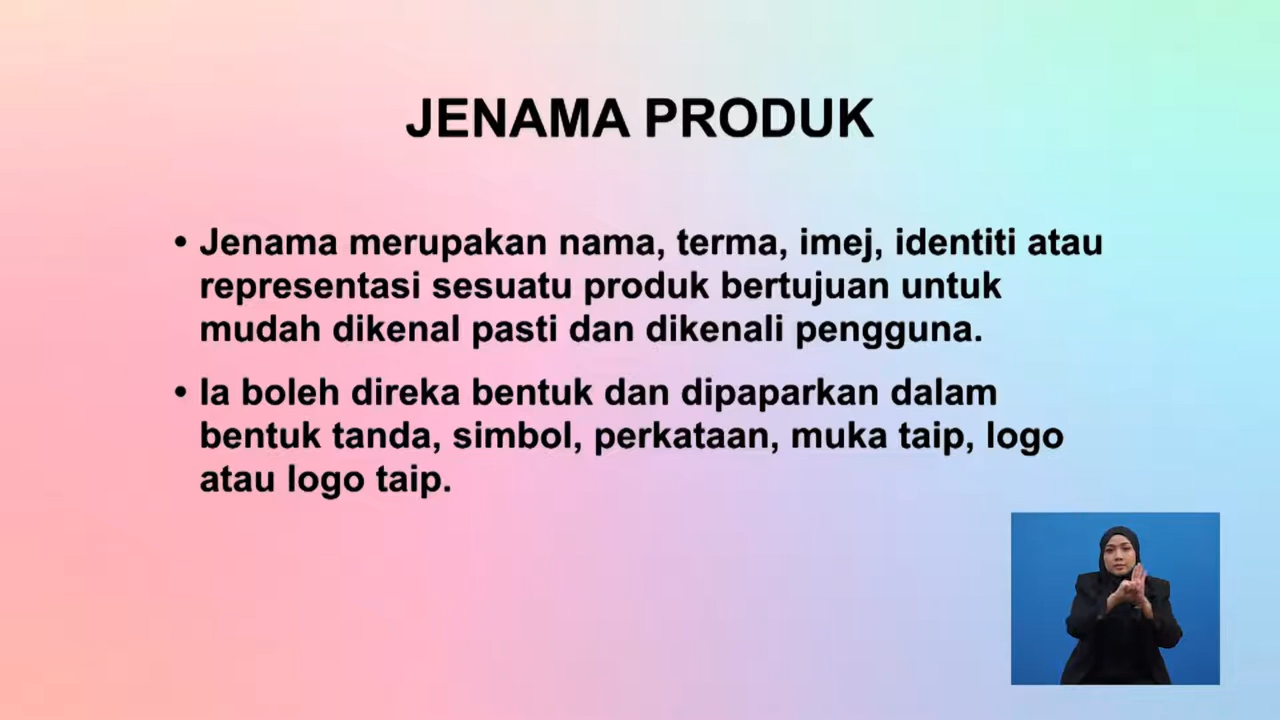 JENAMA PRODUK
• Jenama merupakan nama, terma, imej, identiti atau
representasi sesuatu produk bertujuan untuk
mudah dikenal pasti dan dikenali pengguna.
• Ia boleh direka bentuk dan dipaparkan dalam
bentuk tanda, simbol, perkataan, muka taip, logo
atau logo taip.